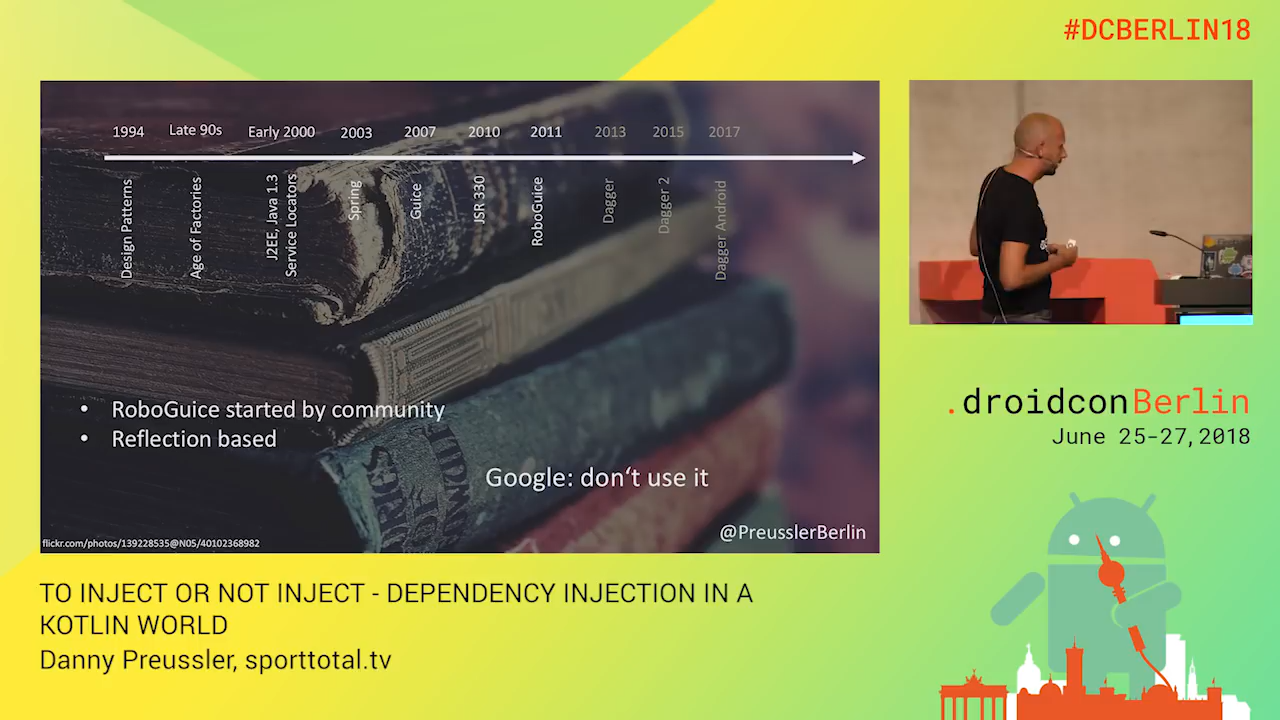 #DCBERLIN18
1994 Late 90s Early 2000 2003 2007 2010 2011 2013 2015 2017
Design Patterns
Age of Factories
J2EE, Java 1.3
Service Locators
Spring
Guice
JSR 330
RoboGuice
Dagger
Dagger 2
Dagger Android
• RoboGuice started by community
• Reflection based
Google: don‘t use it
@PreusslerBerlin
flickr.com/photos/139228535@N05/40102368982
.droidconBerlin
June 25-27,2018
TO INJECT OR NOT INJECT - DEPENDENCY INJECTION IN A
KOTLIN WORLD
Danny Preussler, sporttotal.tv